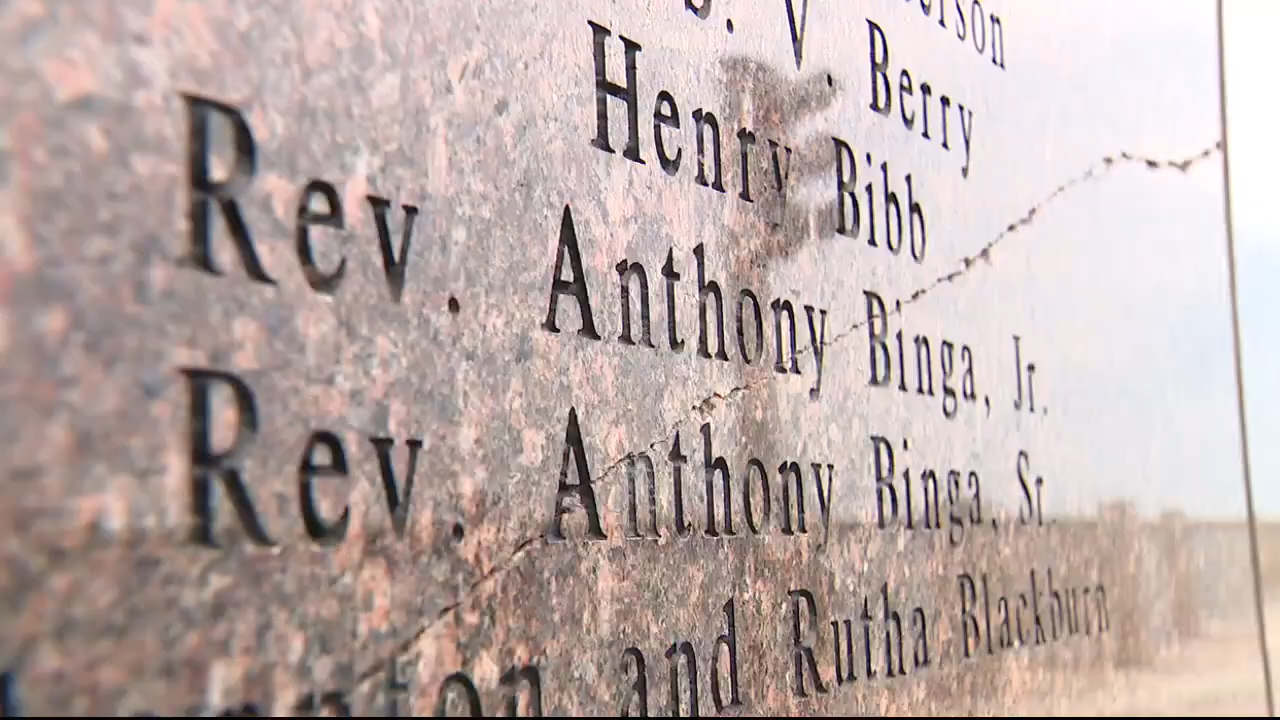 V. Berry
Henry Bibb
Rev. Anthony Binga, Jr.
Rev. Anthony Binga, Sr.
and Rutha Blackburn